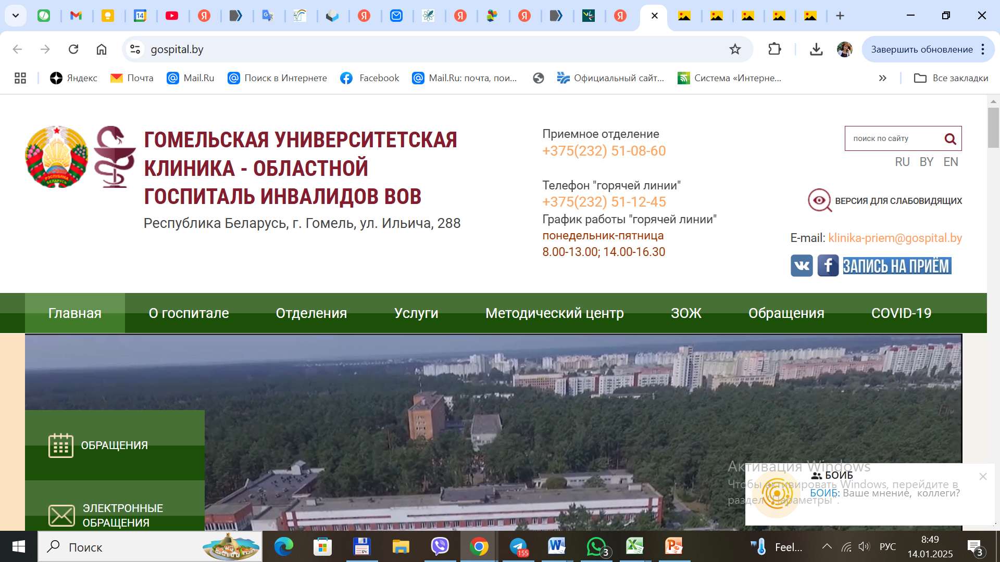 gospital.by
Завершить обновление
Яндекс
Почта
Mail.Ru
Поиск в Интернете
Facebook
Mail.Ru: почта, пои...
Официальный сайт...
Система «Интерне...
Все закладки
ГОМЕЛЬСКАЯ УНИВЕРСИТЕТСКАЯ
КЛИНИКА - ОБЛАСТНОЙ
ГОСПИТАЛЬ ИНВАЛИДОВ ВОВ
Республика Беларусь, г. Гомель, ул. Ильича, 288
Приемное отделение
+375(232) 51-08-60
Телефон "горячей линии"
+375(232) 51-12-45
График работы "горячей линии"
понедельник-пятница
8.00-13.00; 14.00-16.30
поиск по сайту
RU BY EN
ВЕРСИЯ ДЛЯ СЛАБОВИДЯЩИХ
E-mail: klinika-priem@gospital.by
ЗАПИСЬ НА ПРИЁМ
Главная
О госпитале
Отделения
Услуги
Методический центр
ЗОЖ
Обращения
COVID-19
ОБРАЩЕНИЯ
ЭЛЕКТРОННЫЕ
ОБРАЩЕНИЯ
Активация Windows
Чтобы активировать Windows, перейдите в
раздел "Параметры".
БОИБ
БОИБ: Ваше мнение, коллеги?
Поиск
155
3
Feel...
РУС
8:49
14.01.2025
3